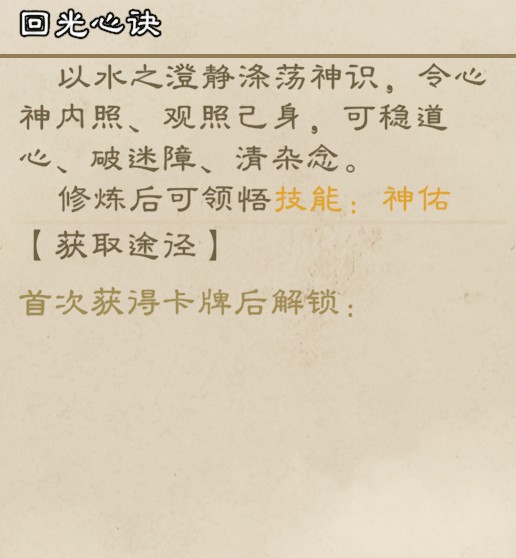 回光心诀
以水之澄静涤荡神识，令心
神内照、观照己身，可稳道
心、破迷障、清杂念。
修炼后可领悟技能：神佑
【获取途径】
首次获得卡牌后解锁：